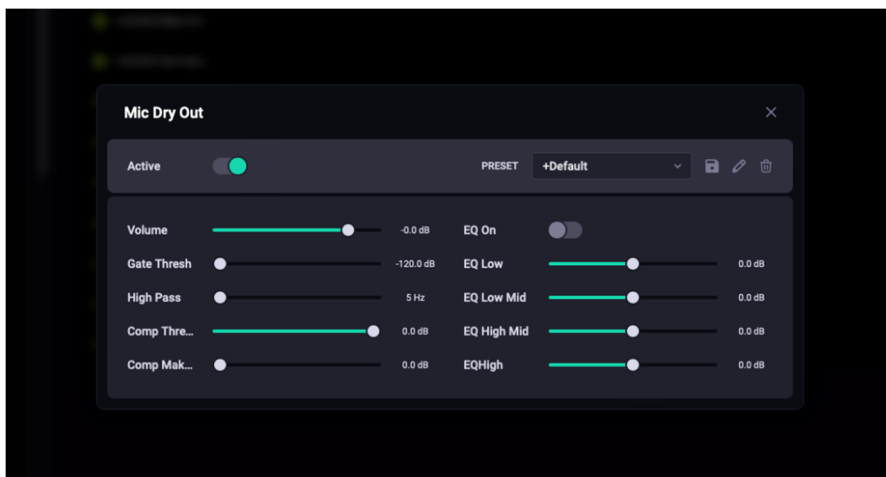 Mic Dry Out
Active
PRESET +Default
Volume -0.0 dB
Gate Thresh -120.0 dB
High Pass 5 Hz
Comp Thre... 0.0 dB
Comp Mak... 0.0 dB
EQ On
EQ Low 0.0 dB
EQ Low Mid 0.0 dB
EQ High Mid 0.0 dB
EQHigh 0.0 dB